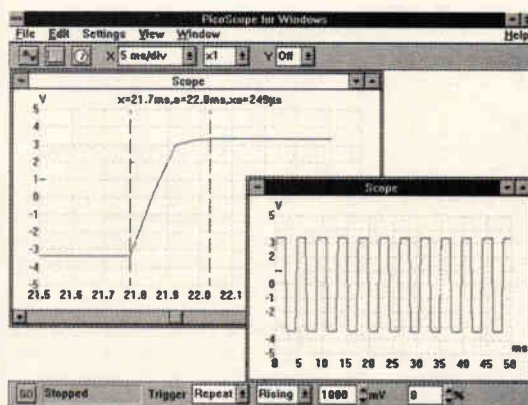 PicoScope for Windows
File Edit Settings View Window Help
X 5 ms/div x1 Y Off
Scope
V x=21.7ms,o=22.0ms,xo=249µs
5
4
3
2
1
0
-1
-2
-3
-4
-5
21.5 21.6 21.7 21.8 21.9 22.0 22.1
Scope
V
5
3
2
0
-2
-4
-5
ms
0 5 10 15 20 25 30 35 40 45 50
GO Stopped Trigger Repeat Rising 1000 mV 0 %